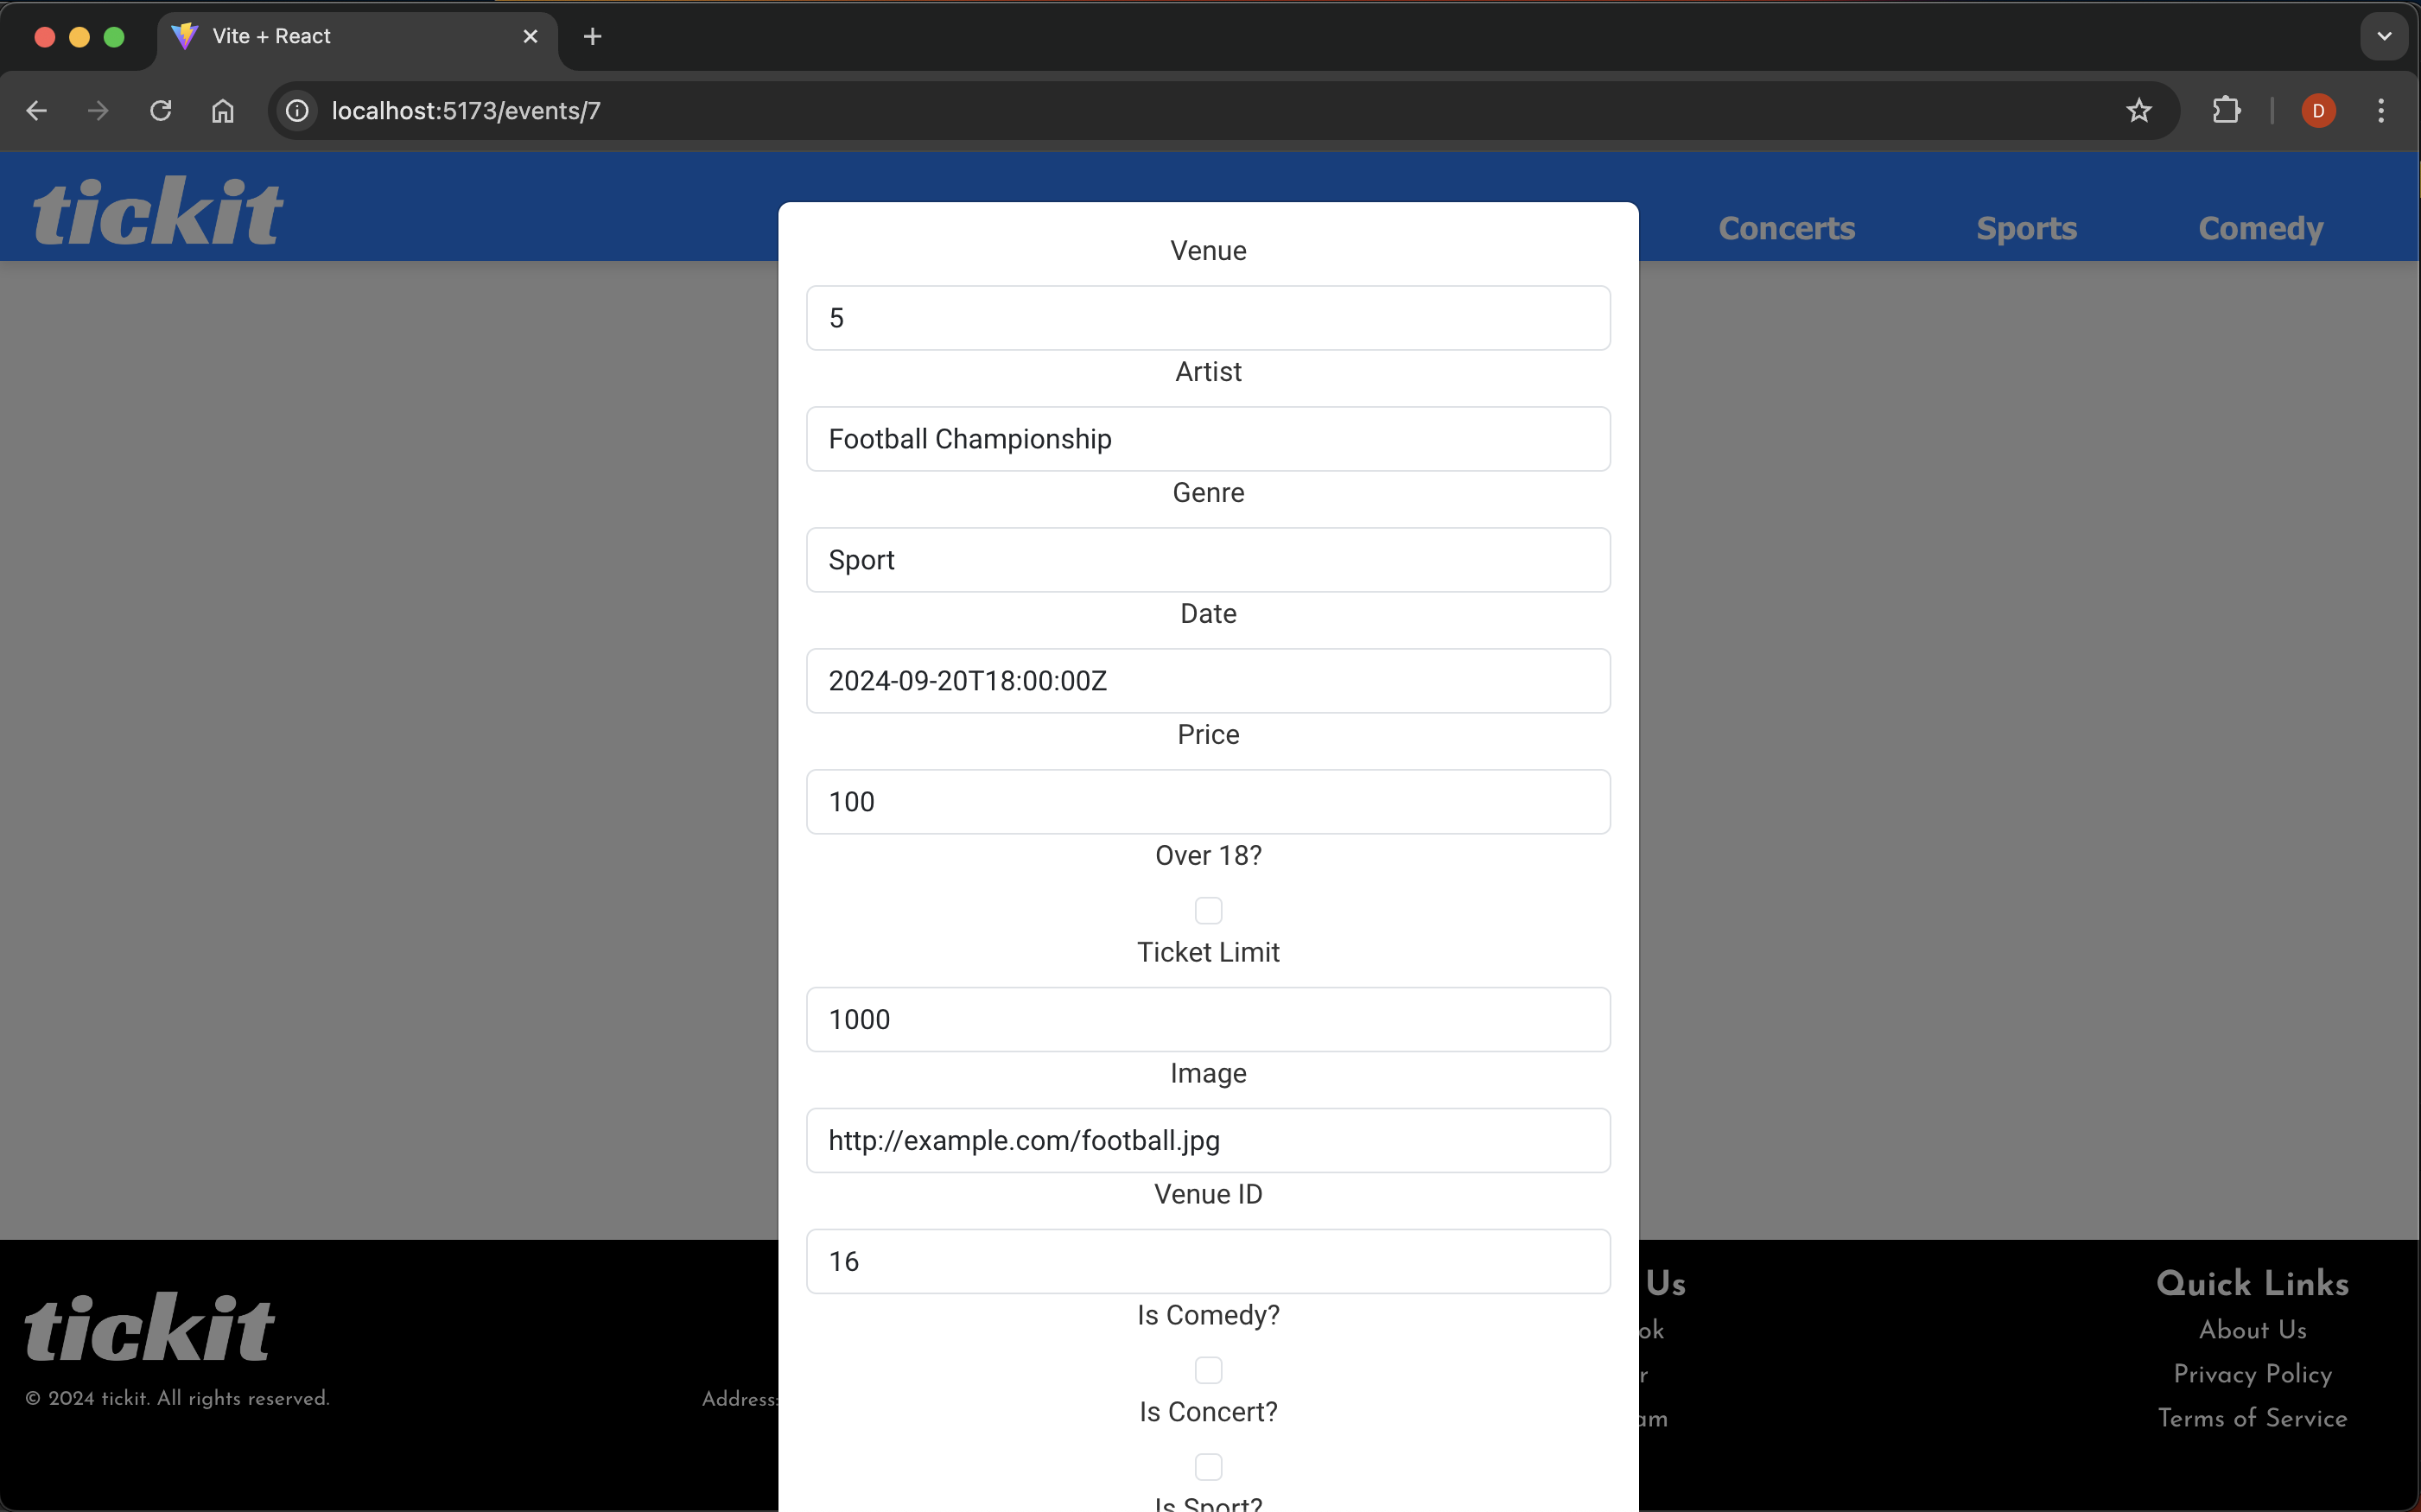 Vite + React
localhost:5173/events/7
D
tickit
Concerts
Sports
Comedy
Venue
5
Artist
Football Championship
Genre
Sport
Date
2024-09-20T18:00:00Z
Price
100
Over 18?
Ticket Limit
1000
Image
http://example.com/football.jpg
Venue ID
16
Is Comedy?
Is Concert?
Is Sport?
tickit
© 2024 tickit. All rights reserved.
Address:
Us
ok
r
am
Quick Links
About Us
Privacy Policy
Terms of Service